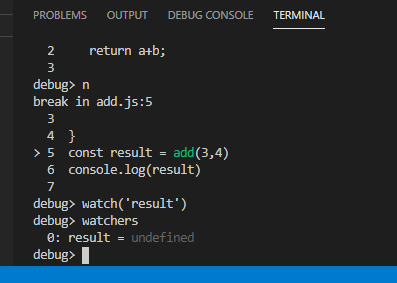 PROBLEMS OUTPUT DEBUG CONSOLE TERMINAL
2     return a+b;
3
debug> n
break in add.js:5
3
4  }
> 5  const result = add(3,4)
6  console.log(result)
7
debug> watch('result')
debug> watchers
0: result = undefined
debug>